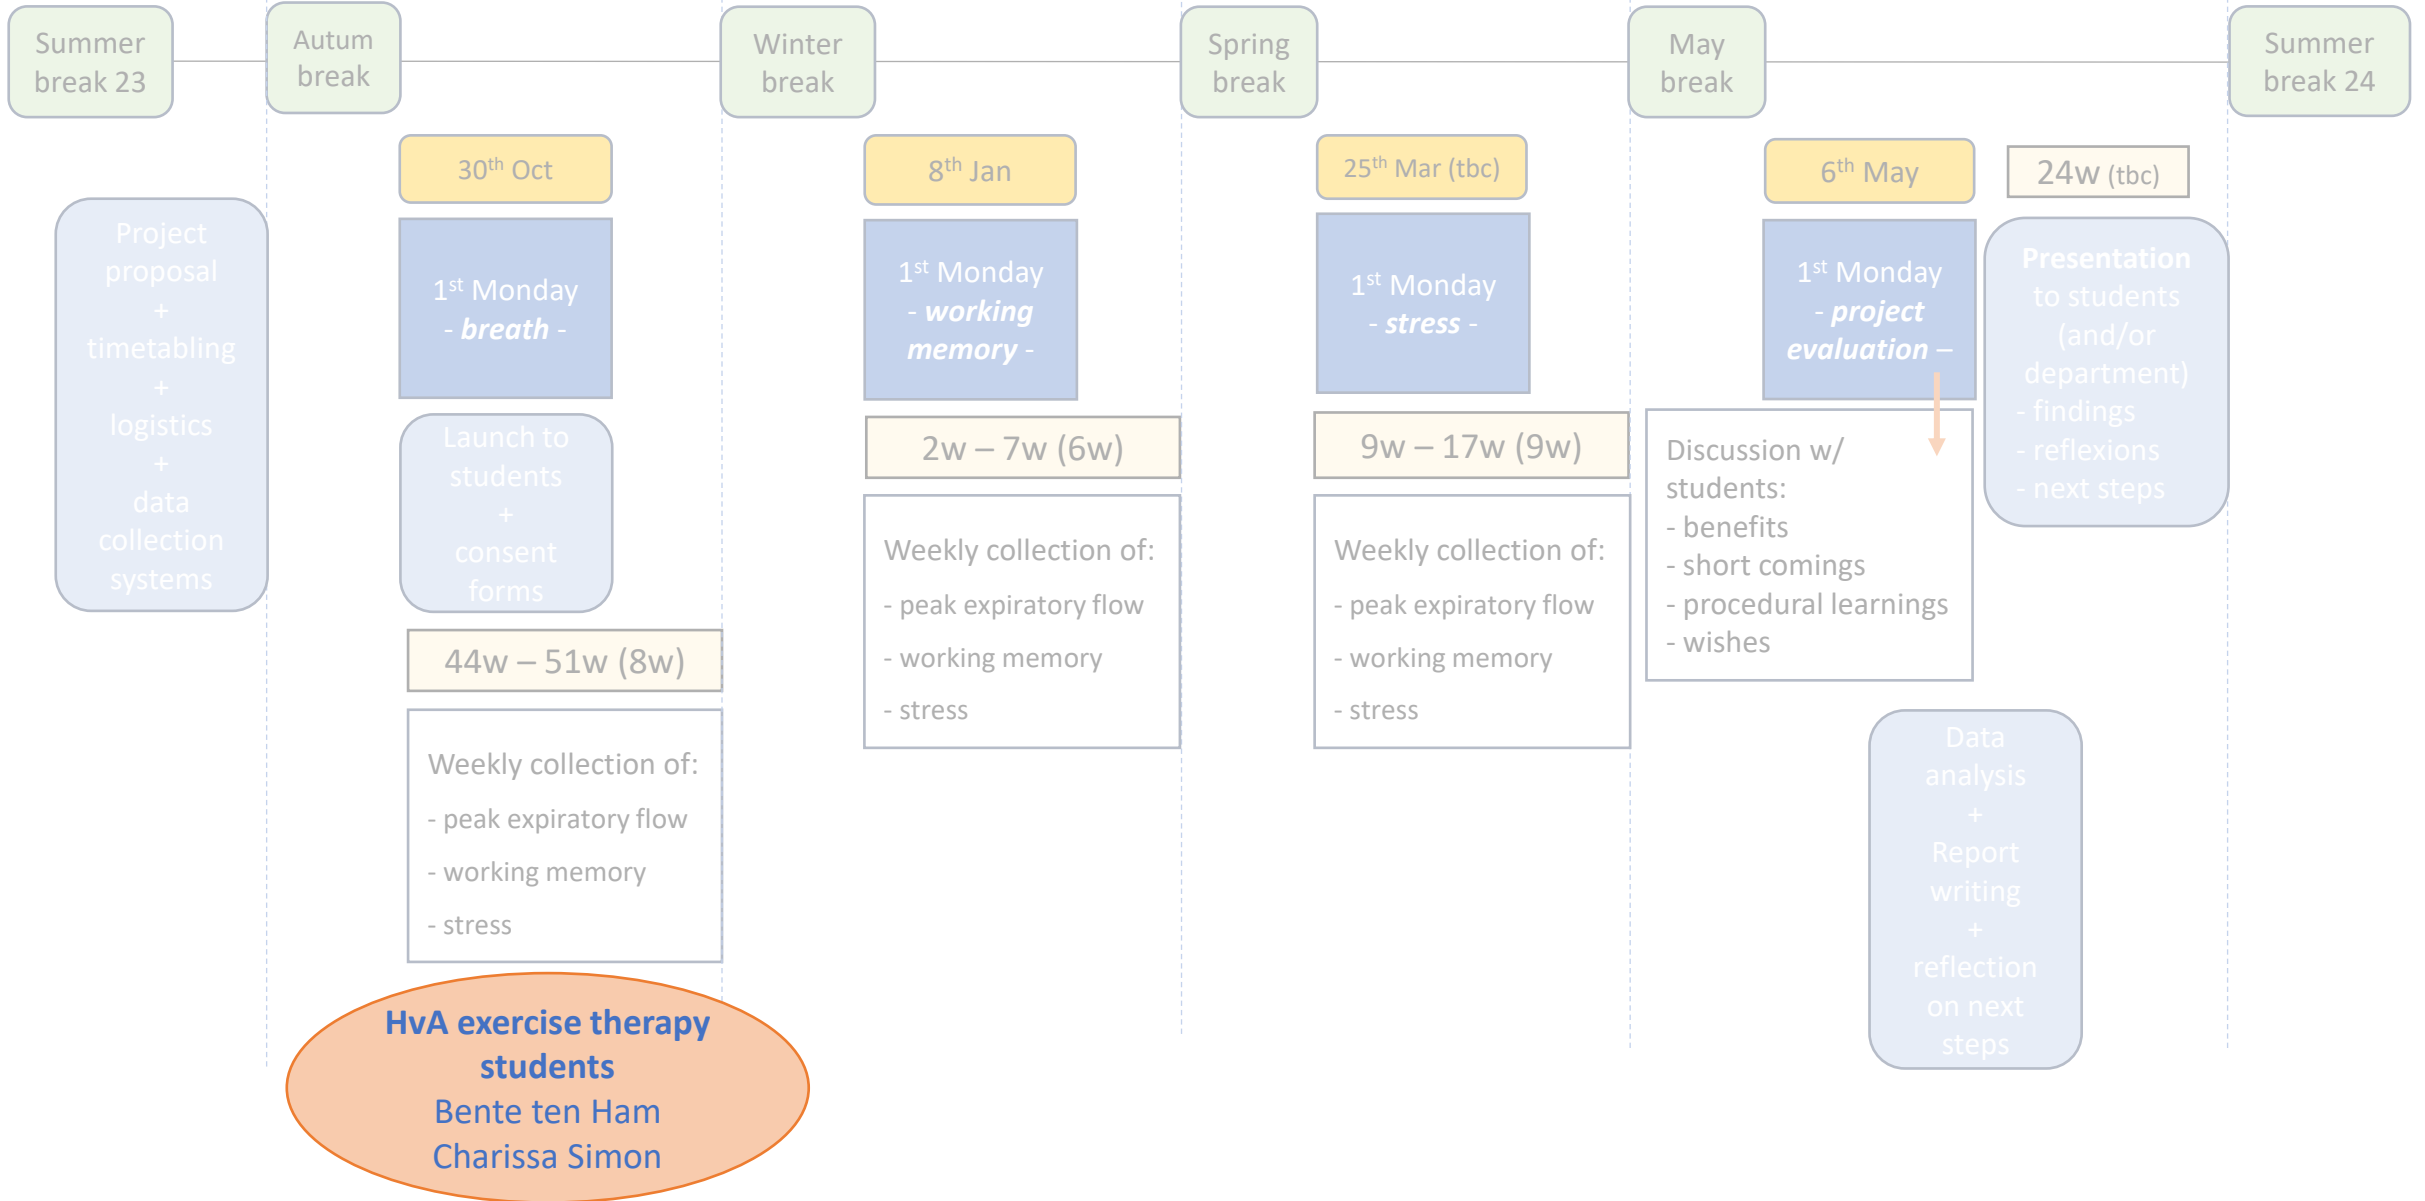 Summer
break 23
Autum
break
Winter
break
Spring
break
May
break
Summer
break 24
Project
proposal
+
timetabling
+
logistics
+
data
collection
systems
30th Oct
1st Monday
- breath -
Launch to
students
+
consent
forms
44w – 51w (8w)
Weekly collection of:
- peak expiratory flow
- working memory
- stress
HvA exercise therapy
students
Bente ten Ham
Charissa Simon
8th Jan
1st Monday
- working
memory -
2w – 7w (6w)
Weekly collection of:
- peak expiratory flow
- working memory
- stress
25th Mar (tbc)
1st Monday
- stress -
9w – 17w (9w)
Weekly collection of:
- peak expiratory flow
- working memory
- stress
6th May
1st Monday
- project
evaluation –
Discussion w/
students:
- benefits
- short comings
- procedural learnings
- wishes
24w (tbc)
Presentation
to students
(and/or
department)
- findings
- reflexions
- next steps
Data
analysis
+
Report
writing
+
reflection
on next
steps